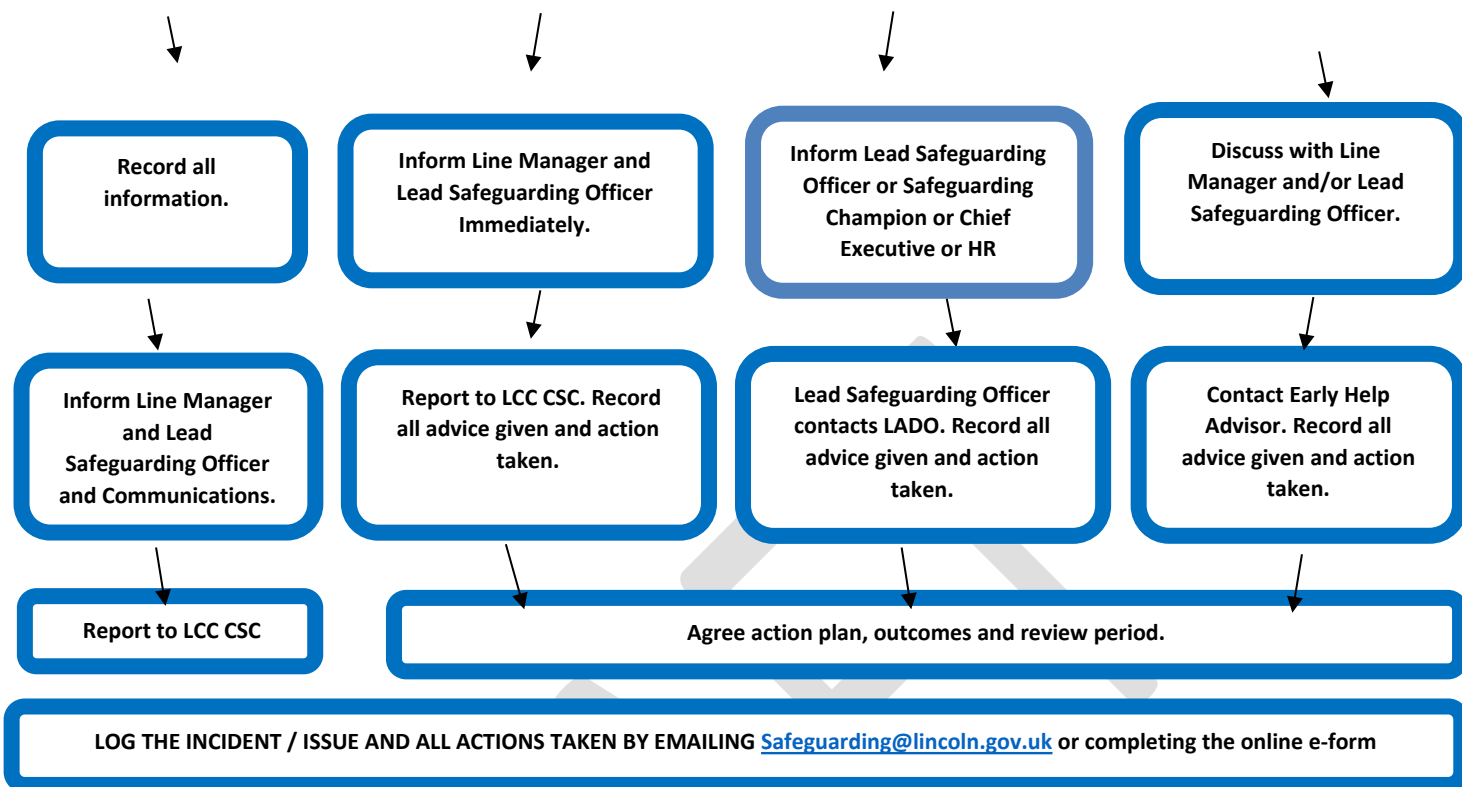 Record all
information.
Inform Line Manager and
Lead Safeguarding Officer
Immediately.
Inform Lead Safeguarding
Officer or Safeguarding
Champion or Chief
Executive or HR
Discuss with Line
Manager and/or Lead
Safeguarding Officer.
Inform Line Manager
and Lead
Safeguarding Officer
and Communications.
Report to LCC CSC. Record
all advice given and action
taken.
Lead Safeguarding Officer
contacts LADO. Record all
advice given and action
taken.
Contact Early Help
Advisor. Record all
advice given and action
taken.
Report to LCC CSC
Agree action plan, outcomes and review period.
LOG THE INCIDENT / ISSUE AND ALL ACTIONS TAKEN BY EMAILING Safeguarding@lincoln.gov.uk or completing the online e-form